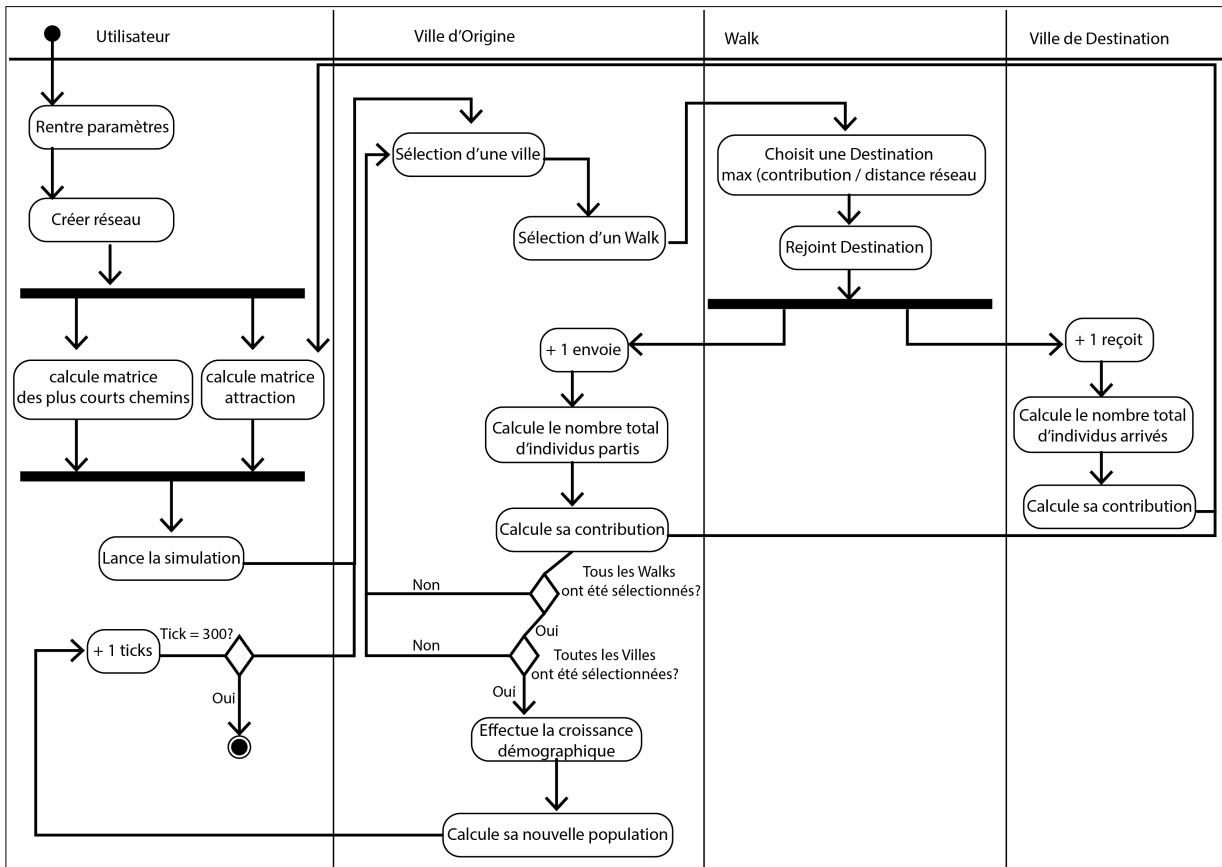 Utilisateur
Ville d'Origine
Walk
Ville de Destination
Rentre paramètres
Créer réseau
calcule matrice
des plus courts chemins
calcule matrice
attraction
Lance la simulation
+ 1 ticks
Tick = 300?
Oui
Sélection d'une ville
Sélection d'un Walk
+ 1 envoie
Calcule le nombre total
d'individus partis
Calcule sa contribution
Tous les Walks
ont été sélectionnés?
Non
Oui
Toutes les Villes
ont été sélectionnées?
Non
Oui
Effectue la croissance
démographique
Calcule sa nouvelle population
Choisit une Destination
max (contribution / distance réseau
Rejoint Destination
+ 1 reçoit
Calcule le nombre total
d'individus arrivés
Calcule sa contribution